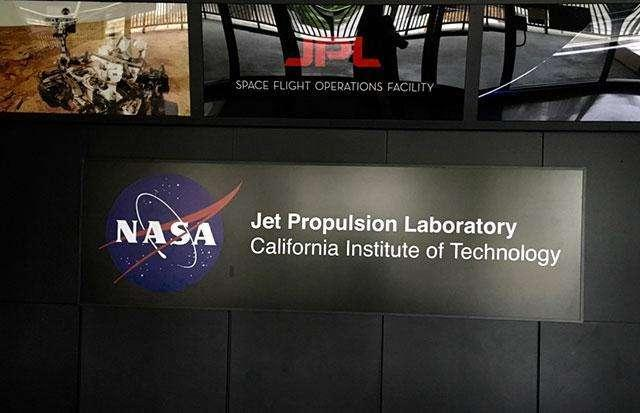 JPL
SPACE FLIGHT OPERATIONS FACILITY
NASA
Jet Propulsion Laboratory
California Institute of Technology